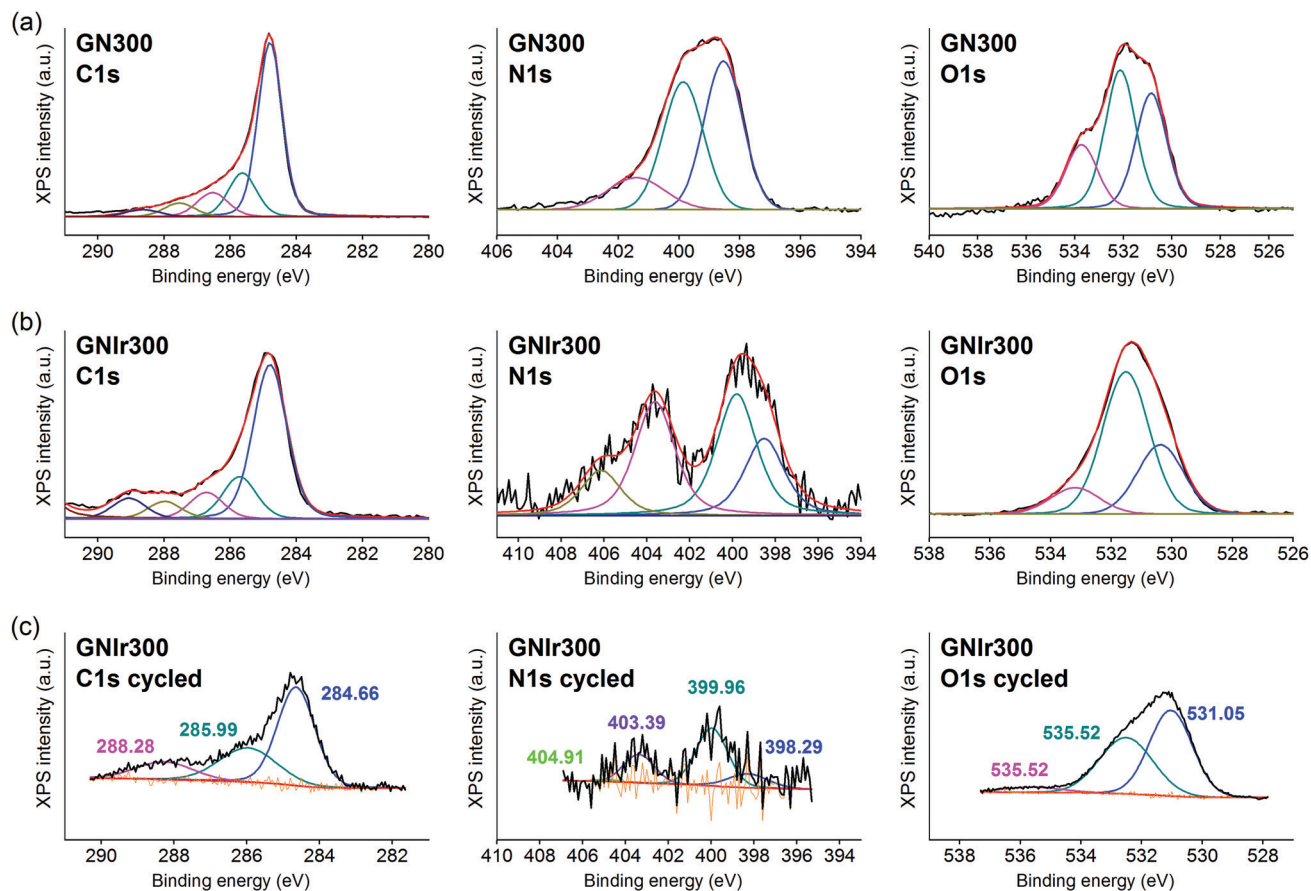 (a)
GN300
C1s
XPS intensity (a.u.)
290 288 286 284 282 280
Binding energy (eV)
GN300
N1s
XPS intensity (a.u.)
406 404 402 400 398 396 394
Binding energy (eV)
GN300
O1s
XPS intensity (a.u.)
540 538 536 534 532 530 528 526
Binding energy (eV)
(b)
GNIr300
C1s
XPS intensity (a.u.)
290 288 286 284 282 280
Binding energy (eV)
GNIr300
N1s
XPS intensity (a.u.)
410 408 406 404 402 400 398 396 394
Binding energy (eV)
GNIr300
O1s
XPS intensity (a.u.)
538 536 534 532 530 528 526
Binding energy (eV)
(c)
GNIr300
C1s cycled
284.66
285.99
288.28
XPS intensity (a.u.)
290 288 286 284 282
Binding energy (eV)
GNIr300
N1s cycled
399.96
403.39
404.91
398.29
XPS intensity (a.u.)
410 408 406 404 402 400 398 396 394
Binding energy (eV)
GNIr300
O1s cycled
531.05
535.52
535.52
XPS intensity (a.u.)
538 536 534 532 530 528
Binding energy (eV)